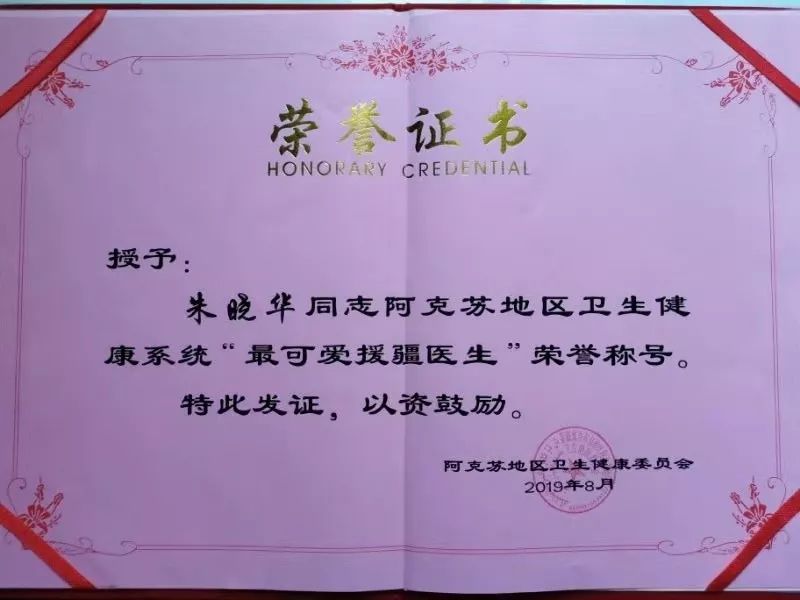 荣誉证书
HONORARY CREDENTIAL
授予：
朱晓华同志阿克苏地区卫生健
康系统“最可爱援疆医生”荣誉称号。
特此发证，以资鼓励。
阿克苏地区卫生健康委员会
2019年8月